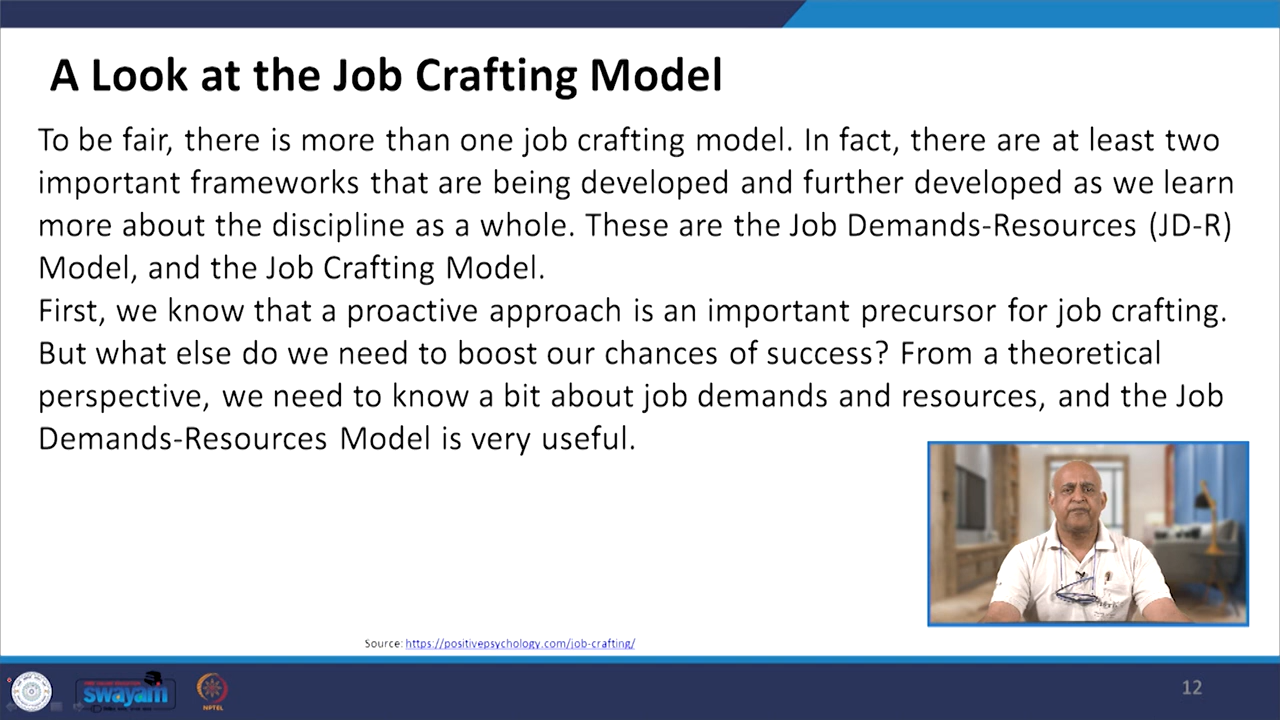 A Look at the Job Crafting Model
To be fair, there is more than one job crafting model. In fact, there are at least two
important frameworks that are being developed and further developed as we learn
more about the discipline as a whole. These are the Job Demands-Resources (JD-R)
Model, and the Job Crafting Model.
First, we know that a proactive approach is an important precursor for job crafting.
But what else do we need to boost our chances of success? From a theoretical
perspective, we need to know a bit about job demands and resources, and the Job
Demands-Resources Model is very useful.
Source: https://positivepsychology.com/job-crafting/
swayam
NPTEL
12